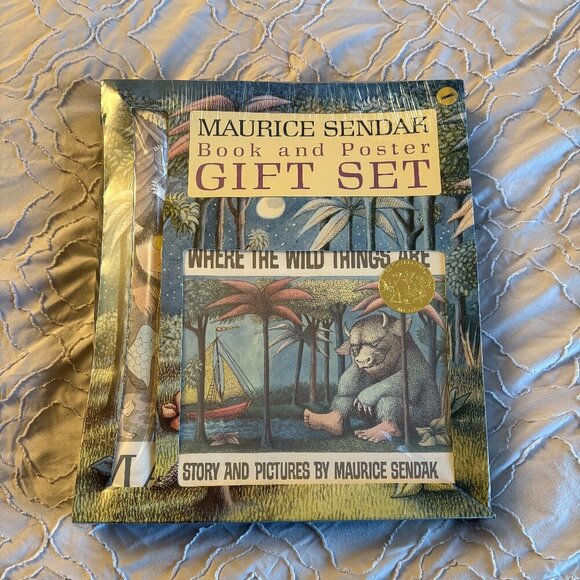 MAURICE SENDAK
Book and Poster
GIFT SET
WHERE THE WILD THINGS ARE
STORY AND PICTURES BY MAURICE SENDAK